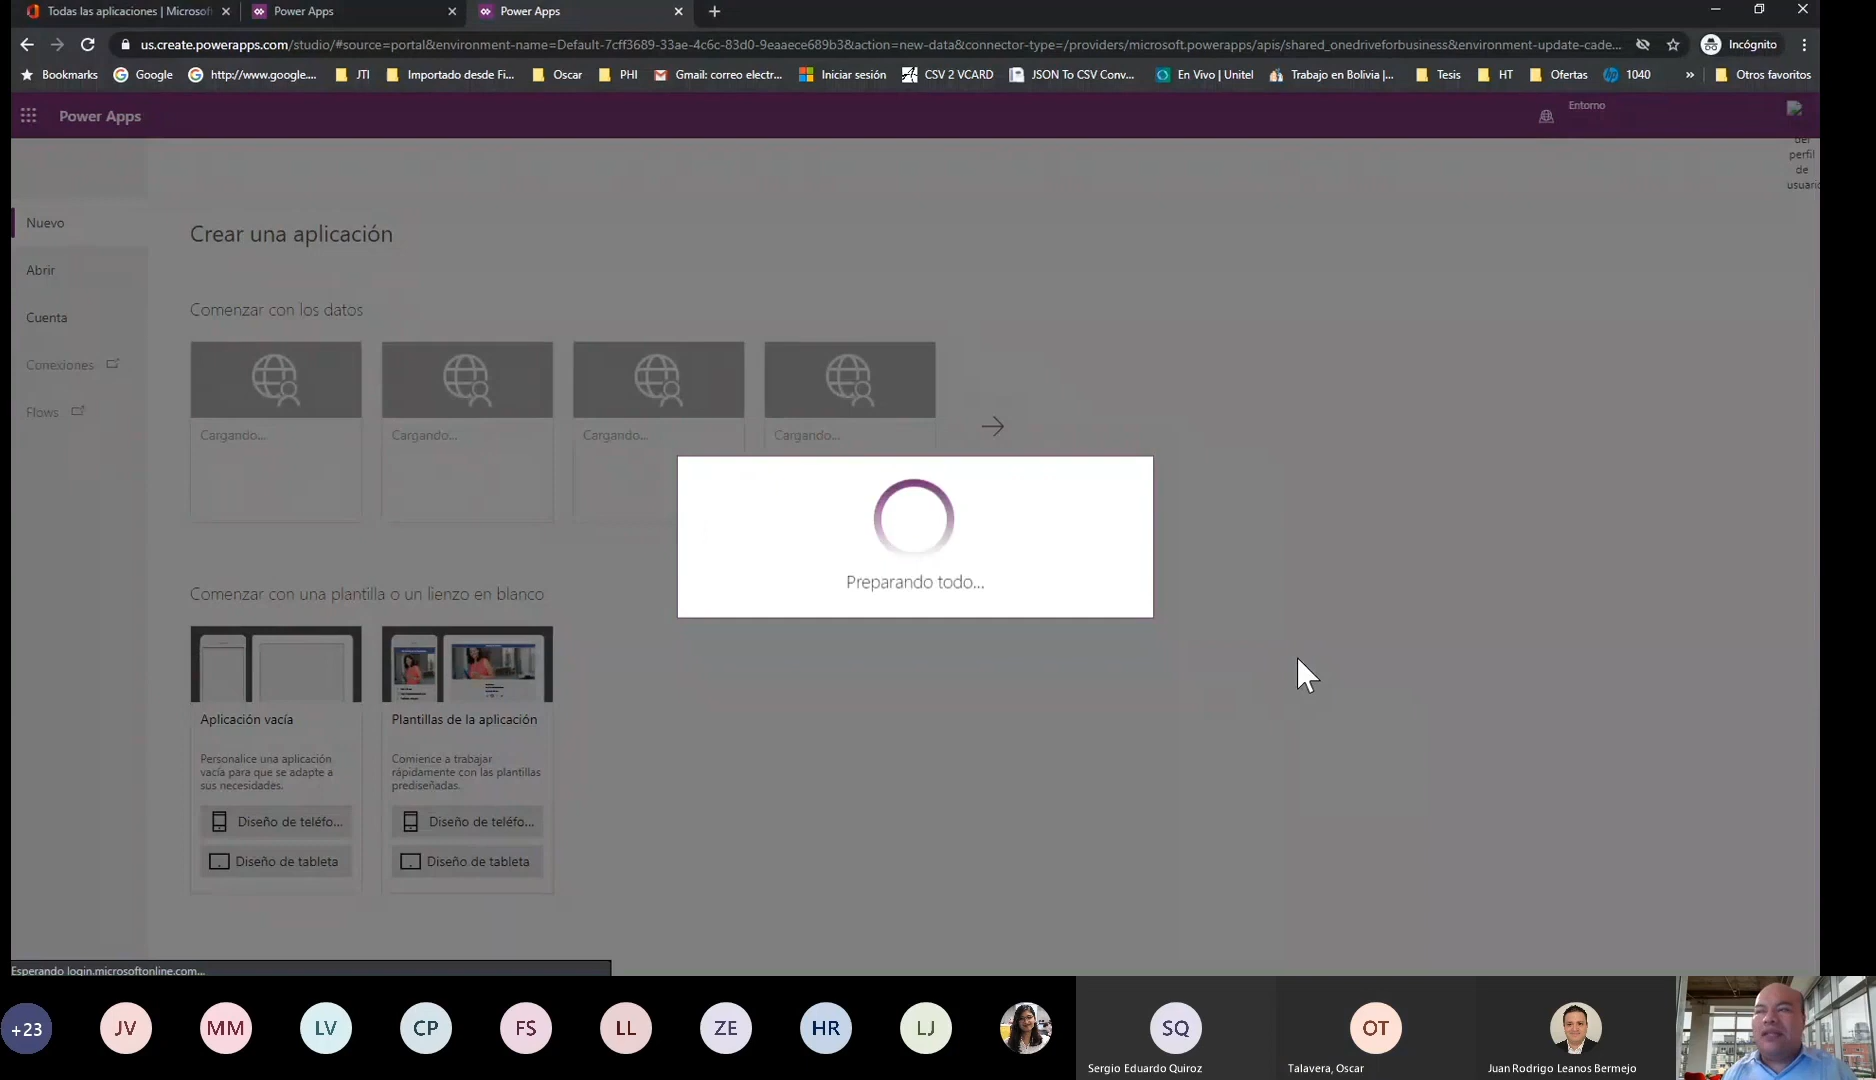 Todas las aplicaciones | Microsof
Power Apps
Power Apps
us.create.powerapps.com/studio/#source=portal&environment-name=Default-7cff3689-33ae-4c6c-83d0-9eaaece689b3&action=new-data&connector-type=/providers/microsoft.powerapps/apis/shared_onedriveforbusiness&environment-update-cade...
Incógnito
Bookmarks
Google
http://www.google....
JTI
Importado desde Fi...
Oscar
PHI
Gmail: correo electr...
Iniciar sesión
CSV 2 VCARD
JSON To CSV Conv...
En Vivo | Unitel
Trabajo en Bolivia |...
Tesis
HT
Ofertas
1040
»
Otros favoritos
Power Apps
Entorno
del
perfil
de
usuario
Nuevo
Abrir
Cuenta
Conexiones
Flows
Crear una aplicación
Comenzar con los datos
Cargando...
Cargando...
Cargando...
Cargando...
Preparando todo...
Comenzar con una plantilla o un lienzo en blanco
Aplicación vacía
Personalice una aplicación
vacía para que se adapte a
sus necesidades.
Diseño de teléfo...
Diseño de tableta
Plantillas de la aplicación
Comience a trabajar
rápidamente con las plantillas
prediseñadas.
Diseño de teléfo...
Diseño de tableta
Esperando login.microsoftonline.com...
+23
JV
MM
LV
CP
FS
LL
ZE
HR
LJ
SQ
Sergio Eduardo Quiroz
OT
Talavera, Oscar
Juan Rodrigo Leanos Bermejo